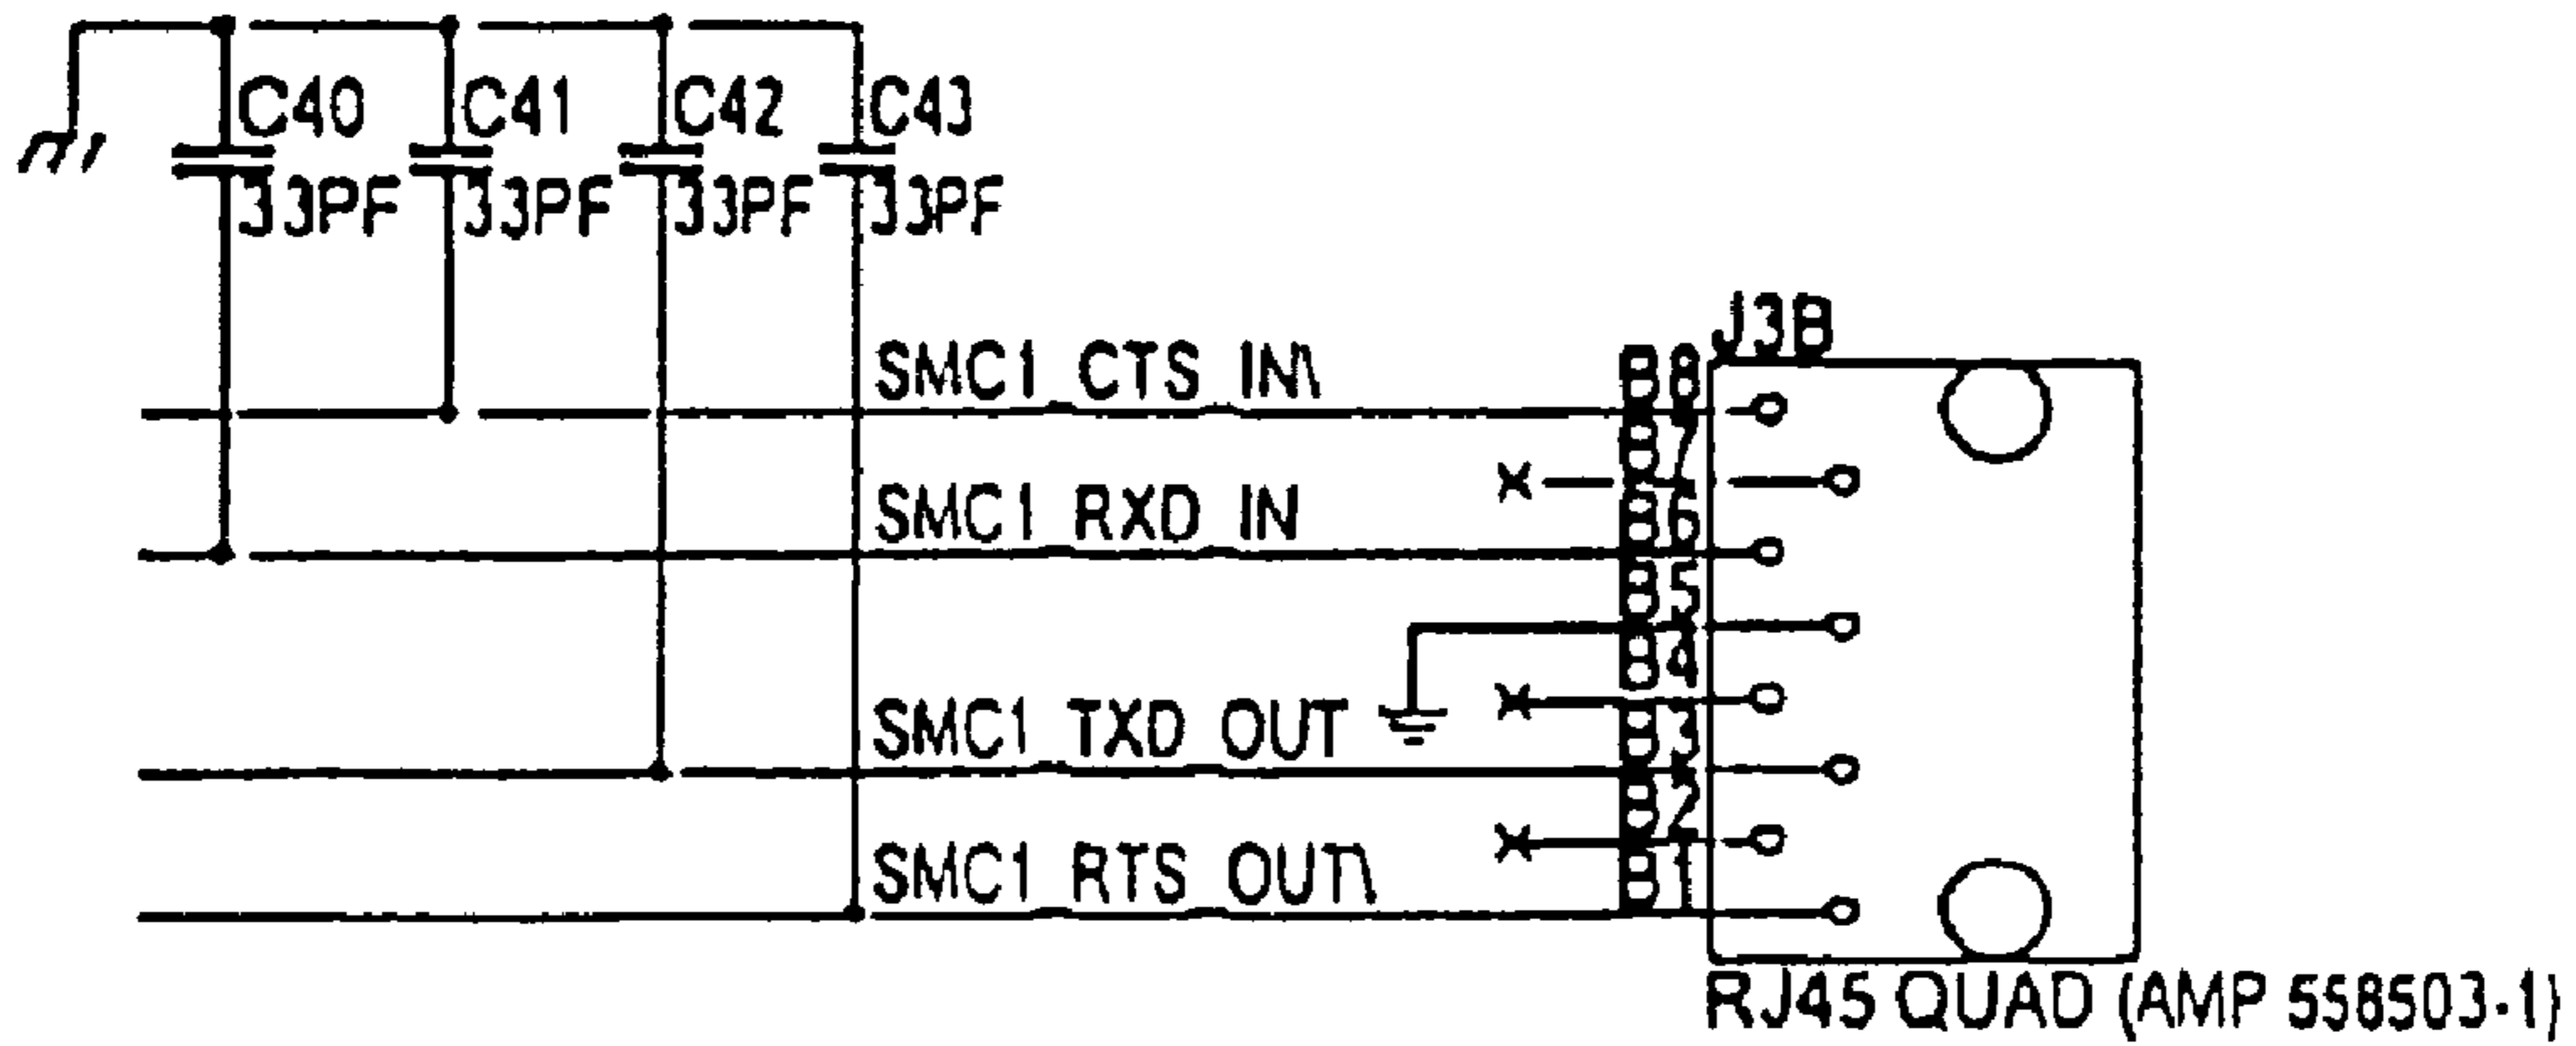 C40 C41 C42 C43
33PF 33PF 33PF 33PF
J3B
SMC1_CTS_IN\ B8
B7
SMC1_RXD_IN B6
B5
B4
SMC1_TXD_OUT B3
B2
SMC1_RTS_OUT\ B1
RJ45 QUAD (AMP 558503-1)